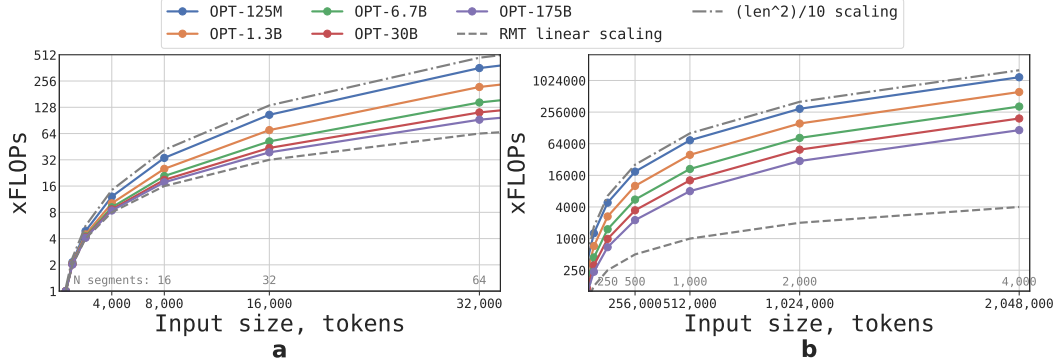 OPT-125M OPT-6.7B OPT-175B (len^2)/10 scaling
OPT-1.3B OPT-30B RMT linear scaling
xFLOPs
512
256
128
64
32
16
8
4
2
1
N segments: 16 32 64
4,000 8,000 16,000 32,000
Input size, tokens
a
xFLOPs
1024000
256000
64000
16000
4000
1000
250
250 500 1,000 2,000 4,000
256,000 512,000 1,024,000 2,048,000
Input size, tokens
b